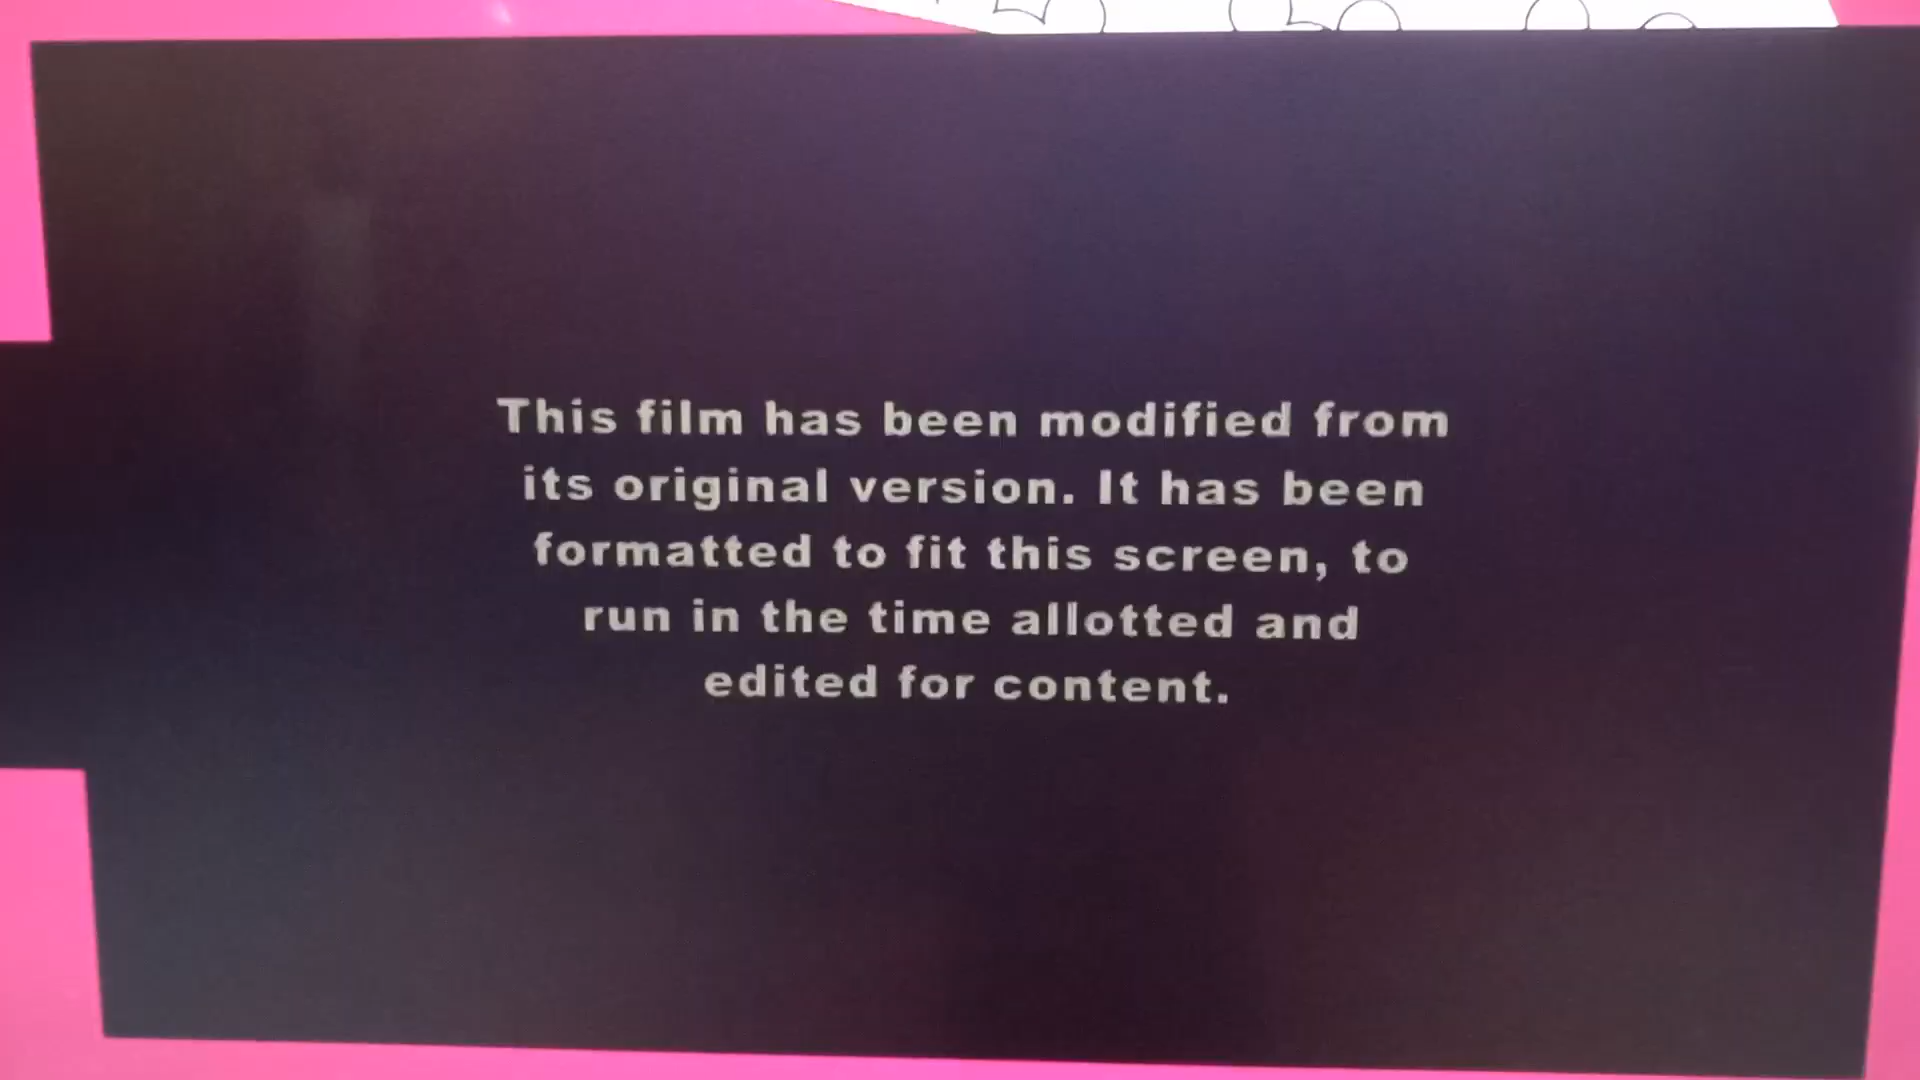 This film has been modified from
its original version. It has been
formatted to fit this screen, to
run in the time allotted and
edited for content.